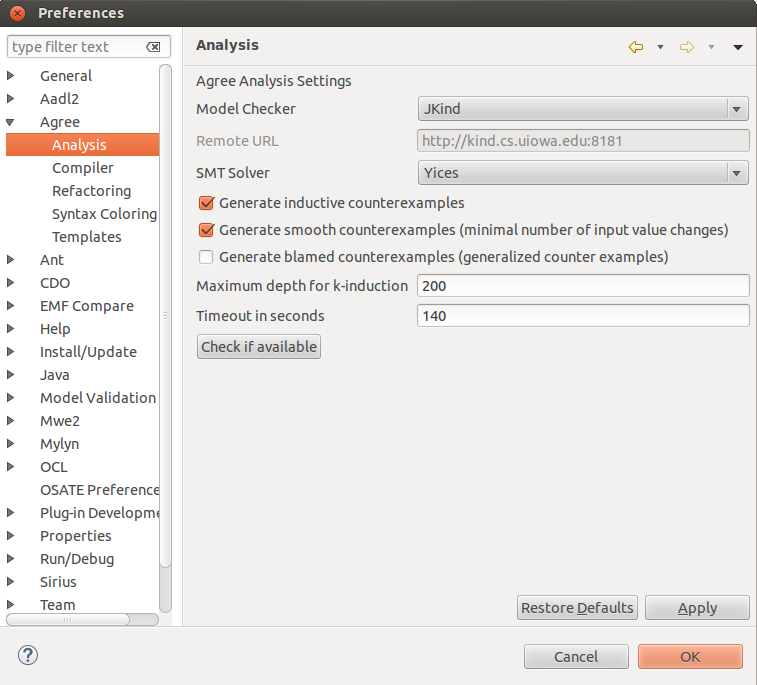 Preferences
type filter text
General
Aadl2
Agree
Analysis
Compiler
Refactoring
Syntax Coloring
Templates
Ant
CDO
EMF Compare
Help
Install/Update
Java
Model Validation
Mwe2
Mylyn
OCL
OSATE Preference
Plug-in Developme
Properties
Run/Debug
Sirius
Team
Analysis
Agree Analysis Settings
Model Checker JKind
Remote URL http://kind.cs.uiowa.edu:8181
SMT Solver Yices
Generate inductive counterexamples
Generate smooth counterexamples (minimal number of input value changes)
Generate blamed counterexamples (generalized counter examples)
Maximum depth for k-induction 200
Timeout in seconds 140
Check if available
Restore Defaults Apply
? Cancel OK